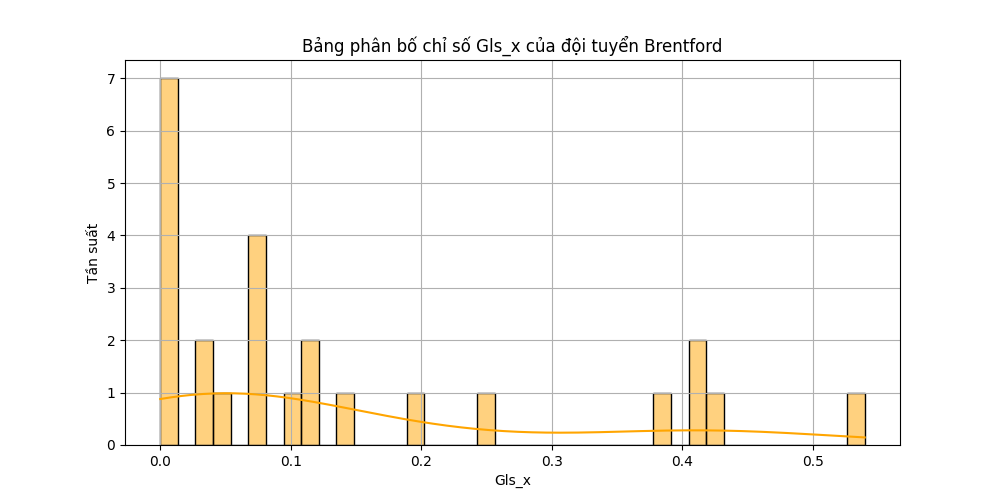 Bảng phân bố chỉ số Gls_x của đội tuyển Brentford
7
6
5
4
3
2
1
0
Tần suất
0.0 0.1 0.2 0.3 0.4 0.5
Gls_x